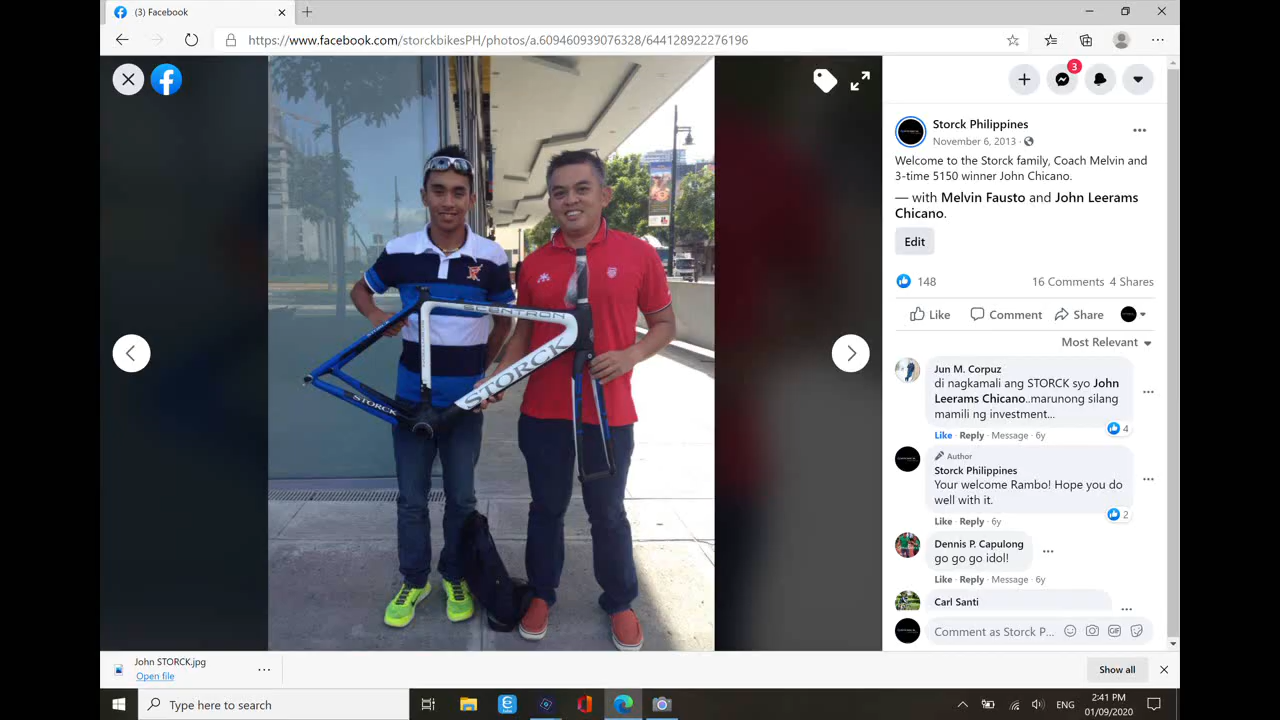 (3) Facebook
https://www.facebook.com/storckbikesPH/photos/a.609460939076328/644128922276196
3
Storck Philippines
November 6, 2013 ·
Welcome to the Storck family, Coach Melvin and
3-time 5150 winner John Chicano.
— with Melvin Fausto and John Leerams
Chicano.
Edit
148
16 Comments 4 Shares
Like
Comment
Share
Most Relevant
Jun M. Corpuz
di nagkamali ang STORCK syo John
Leerams Chicano..marunong silang
mamili ng investment...
4
Like · Reply · Message · 6y
Author
Storck Philippines
Your welcome Rambo! Hope you do
well with it.
2
Like · Reply · 6y
Dennis P. Capulong
go go go idol!
Like · Reply · Message · 6y
Carl Santi
Comment as Storck P...
GIF
SCENTRON
STORCK
STORCK
John STORCK.jpg
Open file
Show all
Type here to search
ENG
2:41 PM
01/09/2020